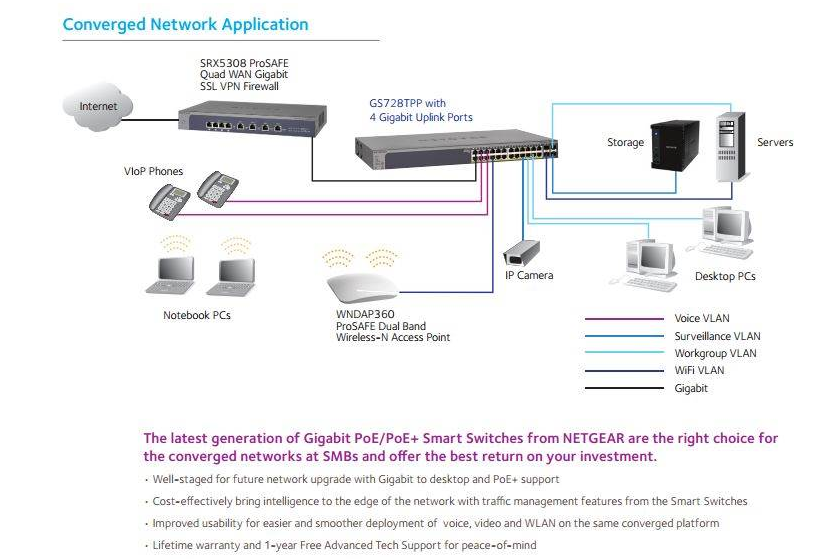 Converged Network Application
SRX5308 ProSAFE
Quad WAN Gigabit
SSL VPN Firewall
Internet
GS728TPP with
4 Gigabit Uplink Ports
NETGEAR
Storage
Servers
VIoP Phones
IP Camera
Desktop PCs
Notebook PCs
WNDAP360
ProSAFE Dual Band
Wireless-N Access Point
Voice VLAN
Surveillance VLAN
Workgroup VLAN
WiFi VLAN
Gigabit
The latest generation of Gigabit PoE/PoE+ Smart Switches from NETGEAR are the right choice for
the converged networks at SMBs and offer the best return on your investment.
· Well-staged for future network upgrade with Gigabit to desktop and PoE+ support
· Cost-effectively bring intelligence to the edge of the network with traffic management features from the Smart Switches
· Improved usability for easier and smoother deployment of voice, video and WLAN on the same converged platform
· Lifetime warranty and 1-year Free Advanced Tech Support for peace-of-mind